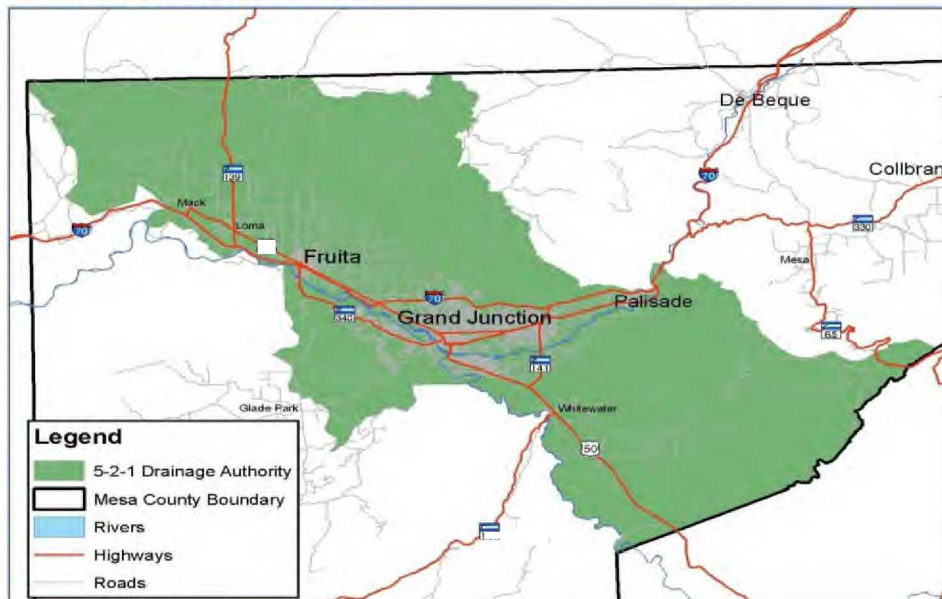 De Beque
70
Collbran
139
Mack
Loma
70
330
Fruita
Mesa
70
340
Palisade
Grand Junction
65
141
Glade Park
Whitewater
50
Legend
5-2-1 Drainage Authority
Mesa County Boundary
Rivers
Highways
Roads